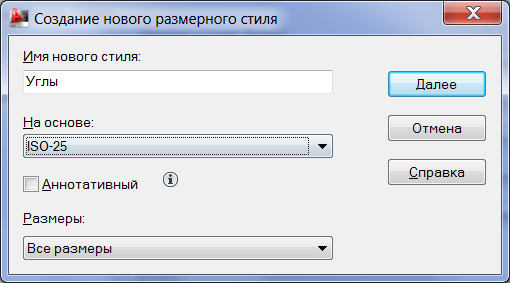 Создание нового размерного стиля
Имя нового стиля:
Углы
Далее
На основе:
ISO-25
Отмена
Аннотативный
Справка
Размеры:
Все размеры